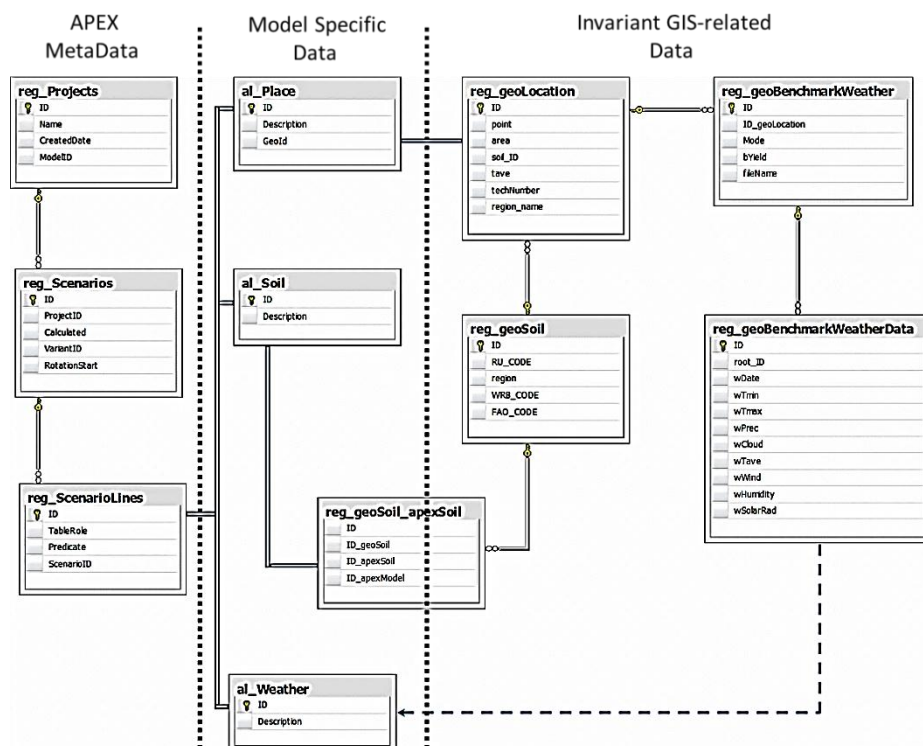 APEX
MetaData
Model Specific
Data
Invariant GIS-related
Data
reg_Projects
ID
Name
CreatedDate
ModelID
reg_Scenarios
ID
ProjectID
Calculated
VariantID
RotationStart
reg_ScenarioLines
ID
TableRole
Predicate
ScenarioID
al_Place
ID
Description
GeoId
al_Soil
ID
Description
reg_geoSoil_apexSoil
ID
ID_geoSoil
ID_apexSoil
ID_apexModel
al_Weather
ID
Description
reg_geoLocation
ID
point
area
soil_ID
tave
techNumber
region_name
reg_geoSoil
ID
RU_CODE
region
WRB_CODE
FAO_CODE
reg_geoBenchmarkWeather
ID
ID_geoLocation
Mode
bYield
fileName
reg_geoBenchmarkWeatherData
ID
root_ID
wDate
wTmin
wTmax
wPrec
wCloud
wTave
wWind
wHumidity
wSolarRad